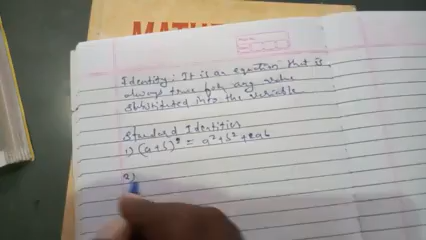 MATH
Identity: It is an equation that is
always true for any value
substituted into the variable
Standard Identities
1) (a+b)² = a²+b²+2ab
2)